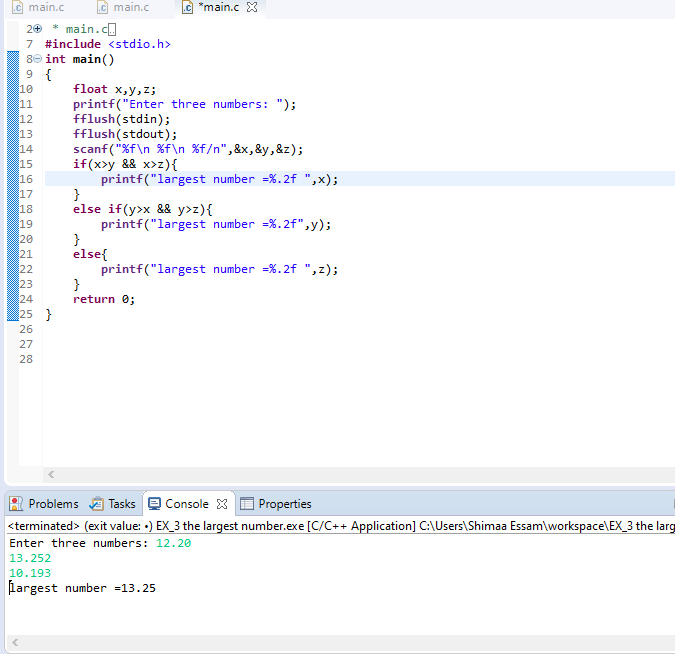 main.c main.c *main.c
2 * main.c
7 #include <stdio.h>
8 int main()
9 {
10 float x,y,z;
11 printf("Enter three numbers: ");
12 fflush(stdin);
13 fflush(stdout);
14 scanf("%f\n %f\n %f/n",&x,&y,&z);
15 if(x>y && x>z){
16 printf("largest number =%.2f ",x);
17 }
18 else if(y>x && y>z){
19 printf("largest number =%.2f",y);
20 }
21 else{
22 printf("largest number =%.2f ",z);
23 }
24 return 0;
25 }
26
27
28
Problems Tasks Console Properties
<terminated> (exit value: •) EX_3 the largest number.exe [C/C++ Application] C:\Users\Shimaa Essam\workspace\EX_3 the larg
Enter three numbers: 12.20
13.252
10.193
largest number =13.25